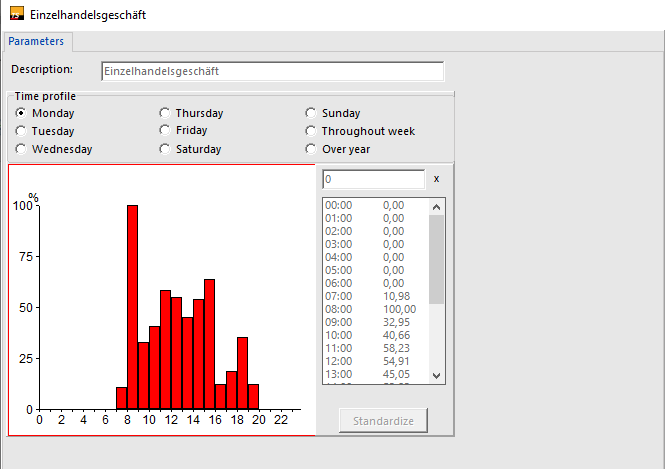 Einzelhandelsgeschäft
Parameters
Description: Einzelhandelsgeschäft
Time profile
Monday Thursday Sunday
Tuesday Friday Throughout week
Wednesday Saturday Over year
0 x
%
100
75
50
25
0
0 2 4 6 8 10 12 14 16 18 20 22
00:00 0,00
01:00 0,00
02:00 0,00
03:00 0,00
04:00 0,00
05:00 0,00
06:00 0,00
07:00 10,98
08:00 100,00
09:00 32,95
10:00 40,66
11:00 58,23
12:00 54,91
13:00 45,05
Standardize